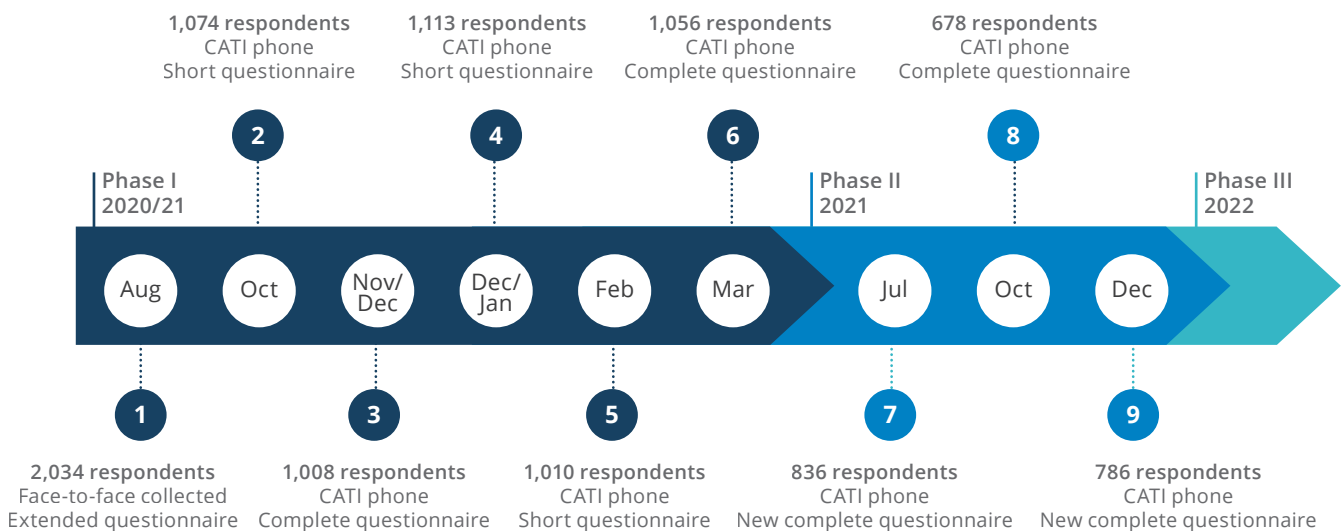 1,074 respondents
CATI phone
Short questionnaire
1,113 respondents
CATI phone
Short questionnaire
1,056 respondents
CATI phone
Complete questionnaire
678 respondents
CATI phone
Complete questionnaire
2
4
6
8
Phase I
2020/21
Phase II
2021
Phase III
2022
Aug
Oct
Nov/
Dec
Dec/
Jan
Feb
Mar
Jul
Oct
Dec
1
3
5
7
9
2,034 respondents
Face-to-face collected
Extended questionnaire
1,008 respondents
CATI phone
Complete questionnaire
1,010 respondents
CATI phone
Short questionnaire
836 respondents
CATI phone
New complete questionnaire
786 respondents
CATI phone
New complete questionnaire